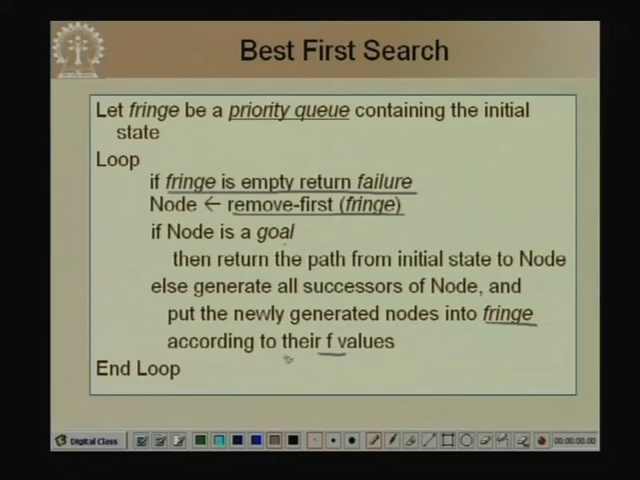 Best First Search
Let fringe be a priority queue containing the initial
state
Loop
if fringe is empty return failure
Node ← remove-first (fringe)
if Node is a goal
then return the path from initial state to Node
else generate all successors of Node, and
put the newly generated nodes into fringe
according to their f values
End Loop
Digital Class
00:00:00.00